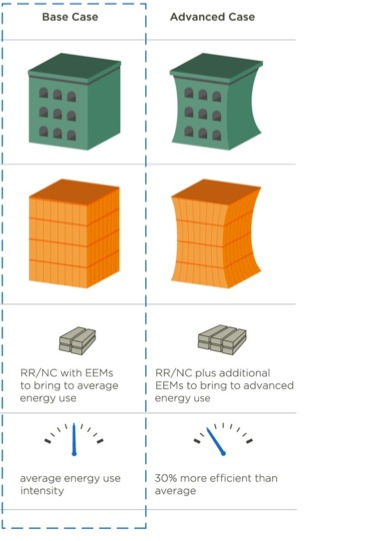 Base Case
Advanced Case
RR/NC with EEMs
to bring to average
energy use
RR/NC plus additional
EEMs to bring to advanced
energy use
average energy use
intensity
30% more efficient than
average